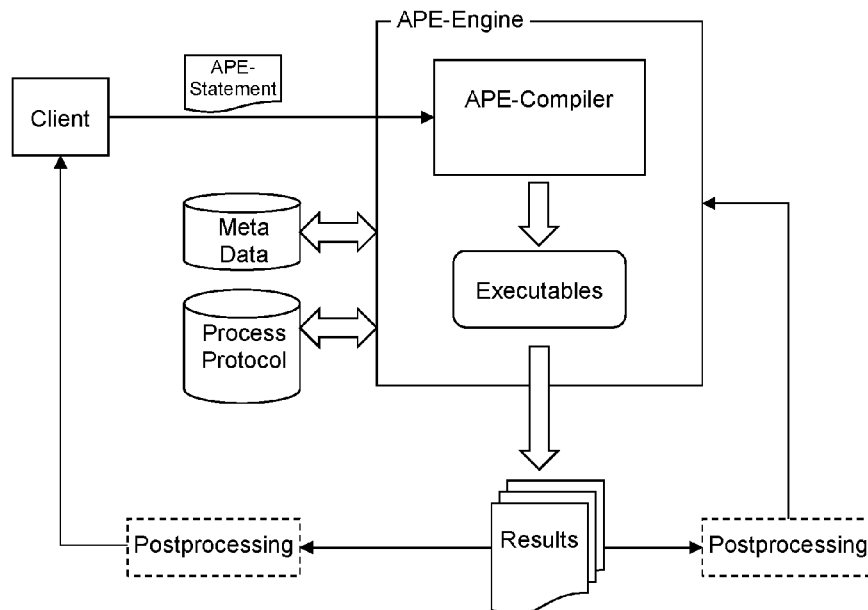 APE-Engine
APE-
Statement
Client
APE-Compiler
Meta
Data
Executables
Process
Protocol
Postprocessing
Results
Postprocessing